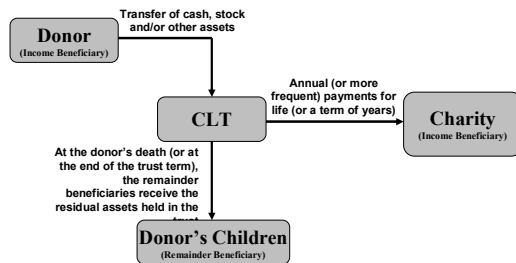 Transfer of cash, stock
and/or other assets
Donor
(Income Beneficiary)
Annual (or more
frequent) payments for
life (or a term of years)
CLT
Charity
(Income Beneficiary)
At the donor's death (or at
the end of the trust term),
the remainder
beneficiaries receive the
residual assets held in the
trust
Donor's Children
(Remainder Beneficiary)